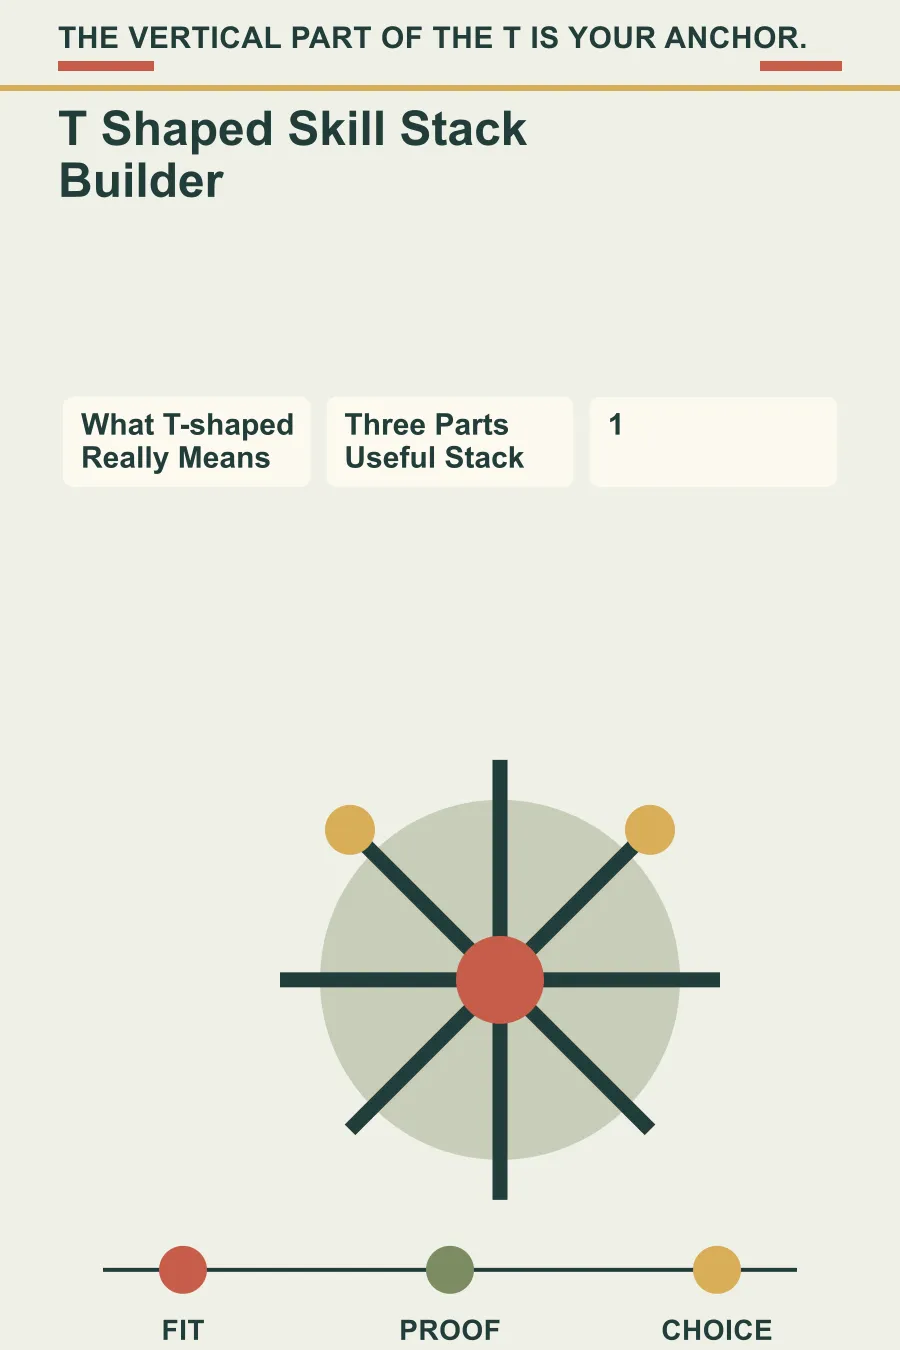 THE VERTICAL PART OF THE T IS YOUR ANCHOR.
T Shaped Skill Stack
Builder
What T-shaped
Really Means
Three Parts
Useful Stack
1
FIT
PROOF
CHOICE